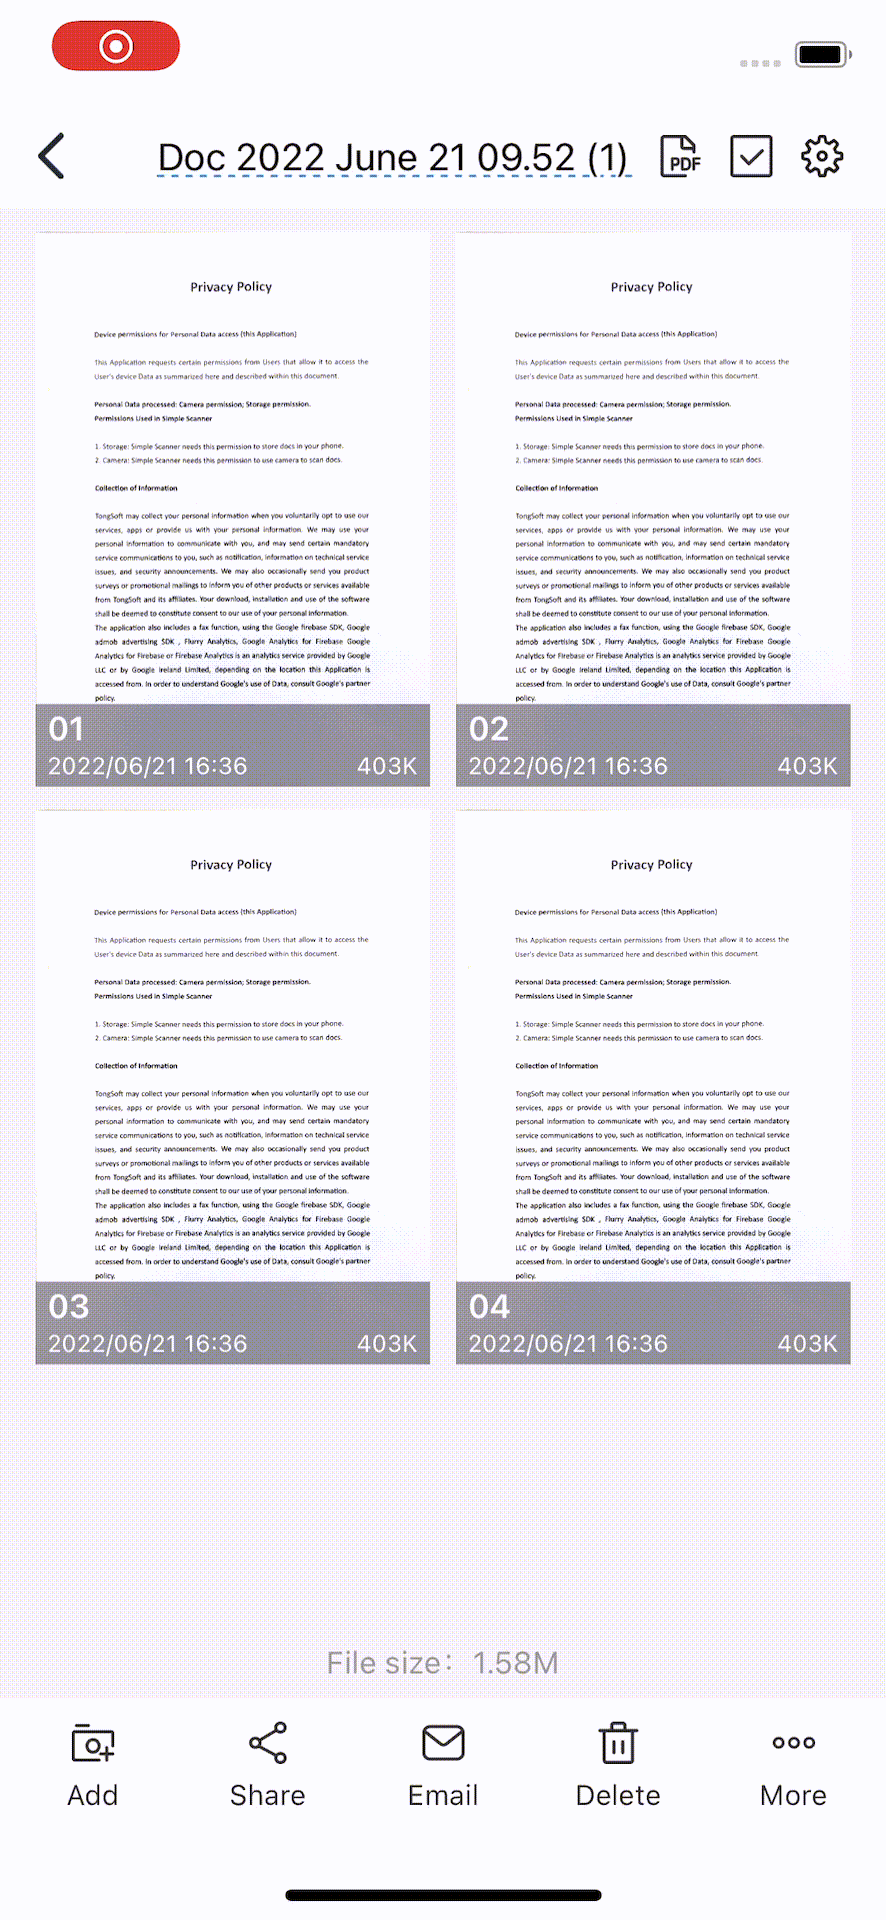 Doc 2022 June 21 09.52 (1)
PDF
Privacy Policy
Device permissions for Personal Data access (this Application)
This Application requests certain permissions from Users that allow it to access the
User's device Data as summarized here and described within this document.
Personal Data processed: Camera permission; Storage permission.
Permissions Used in Simple Scanner
1. Storage: Simple Scanner needs this permission to store docs in your phone.
2. Camera: Simple Scanner needs this permission to use camera to scan docs.
Collection of Information
TongSoft may collect your personal information when you voluntarily opt to use our
services, apps or provide us with your personal information. We may use your
personal information to communicate with you, and may send certain mandatory
service communications to you, such as notification, information on technical service
issues, and security announcements. We may also occasionally send you product
surveys or promotional mailings to inform you of other products or services available
from TongSoft and its affiliates. Your download, installation and use of the software
shall be deemed to constitute consent to our use of your personal information.
The application also includes a fax function, using the Google firebase SDK, Google
admob advertising SDK , Flurry Analytics, Google Analytics for Firebase Google
Analytics for Firebase or Firebase Analytics is an analytics service provided by Google
LLC or by Google Ireland Limited, depending on the location this Application is
accessed from. In order to understand Google's use of Data, consult Google's partner
policy.
01
2022/06/21 16:36 403K
Privacy Policy
Device permissions for Personal Data access (this Application)
This Application requests certain permissions from Users that allow it to access the
User's device Data as summarized here and described within this document.
Personal Data processed: Camera permission; Storage permission.
Permissions Used in Simple Scanner
1. Storage: Simple Scanner needs this permission to store docs in your phone.
2. Camera: Simple Scanner needs this permission to use camera to scan docs.
Collection of Information
TongSoft may collect your personal information when you voluntarily opt to use our
services, apps or provide us with your personal information. We may use your
personal information to communicate with you, and may send certain mandatory
service communications to you, such as notification, information on technical service
issues, and security announcements. We may also occasionally send you product
surveys or promotional mailings to inform you of other products or services available
from TongSoft and its affiliates. Your download, installation and use of the software
shall be deemed to constitute consent to our use of your personal information.
The application also includes a fax function, using the Google firebase SDK, Google
admob advertising SDK , Flurry Analytics, Google Analytics for Firebase Google
Analytics for Firebase or Firebase Analytics is an analytics service provided by Google
LLC or by Google Ireland Limited, depending on the location this Application is
accessed from. In order to understand Google's use of Data, consult Google's partner
policy.
02
2022/06/21 16:36 403K
Privacy Policy
Device permissions for Personal Data access (this Application)
This Application requests certain permissions from Users that allow it to access the
User's device Data as summarized here and described within this document.
Personal Data processed: Camera permission; Storage permission.
Permissions Used in Simple Scanner
1. Storage: Simple Scanner needs this permission to store docs in your phone.
2. Camera: Simple Scanner needs this permission to use camera to scan docs.
Collection of Information
TongSoft may collect your personal information when you voluntarily opt to use our
services, apps or provide us with your personal information. We may use your
personal information to communicate with you, and may send certain mandatory
service communications to you, such as notification, information on technical service
issues, and security announcements. We may also occasionally send you product
surveys or promotional mailings to inform you of other products or services available
from TongSoft and its affiliates. Your download, installation and use of the software
shall be deemed to constitute consent to our use of your personal information.
The application also includes a fax function, using the Google firebase SDK, Google
admob advertising SDK , Flurry Analytics, Google Analytics for Firebase Google
Analytics for Firebase or Firebase Analytics is an analytics service provided by Google
LLC or by Google Ireland Limited, depending on the location this Application is
accessed from. In order to understand Google's use of Data, consult Google's partner
policy.
03
2022/06/21 16:36 403K
Privacy Policy
Device permissions for Personal Data access (this Application)
This Application requests certain permissions from Users that allow it to access the
User's device Data as summarized here and described within this document.
Personal Data processed: Camera permission; Storage permission.
Permissions Used in Simple Scanner
1. Storage: Simple Scanner needs this permission to store docs in your phone.
2. Camera: Simple Scanner needs this permission to use camera to scan docs.
Collection of Information
TongSoft may collect your personal information when you voluntarily opt to use our
services, apps or provide us with your personal information. We may use your
personal information to communicate with you, and may send certain mandatory
service communications to you, such as notification, information on technical service
issues, and security announcements. We may also occasionally send you product
surveys or promotional mailings to inform you of other products or services available
from TongSoft and its affiliates. Your download, installation and use of the software
shall be deemed to constitute consent to our use of your personal information.
The application also includes a fax function, using the Google firebase SDK, Google
admob advertising SDK , Flurry Analytics, Google Analytics for Firebase Google
Analytics for Firebase or Firebase Analytics is an analytics service provided by Google
LLC or by Google Ireland Limited, depending on the location this Application is
accessed from. In order to understand Google's use of Data, consult Google's partner
policy.
04
2022/06/21 16:36 403K
File size： 1.58M
Add Share Email Delete More